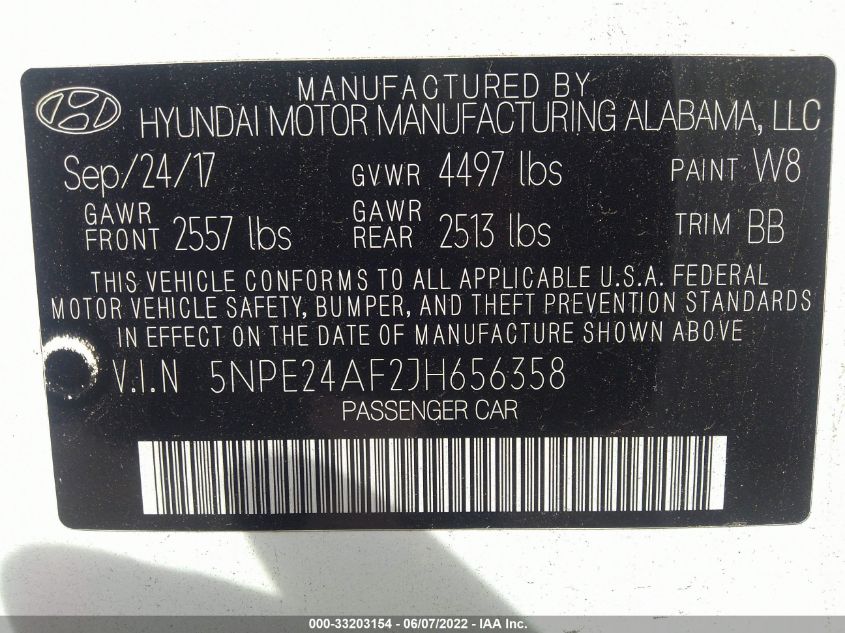 MANUFACTURED BY
HYUNDAI MOTOR MANUFACTURING ALABAMA, LLC
Sep/24/17 GVWR 4497 lbs PAINT W8
GAWR FRONT 2557 lbs GAWR REAR 2513 lbs TRIM BB
THIS VEHICLE CONFORMS TO ALL APPLICABLE U.S.A. FEDERAL
MOTOR VEHICLE SAFETY, BUMPER, AND THEFT PREVENTION STANDARDS
IN EFFECT ON THE DATE OF MANUFACTURE SHOWN ABOVE
V.I.N 5NPE24AF2JH656358
PASSENGER CAR
000-33203154 - 06/07/2022 - IAA Inc.